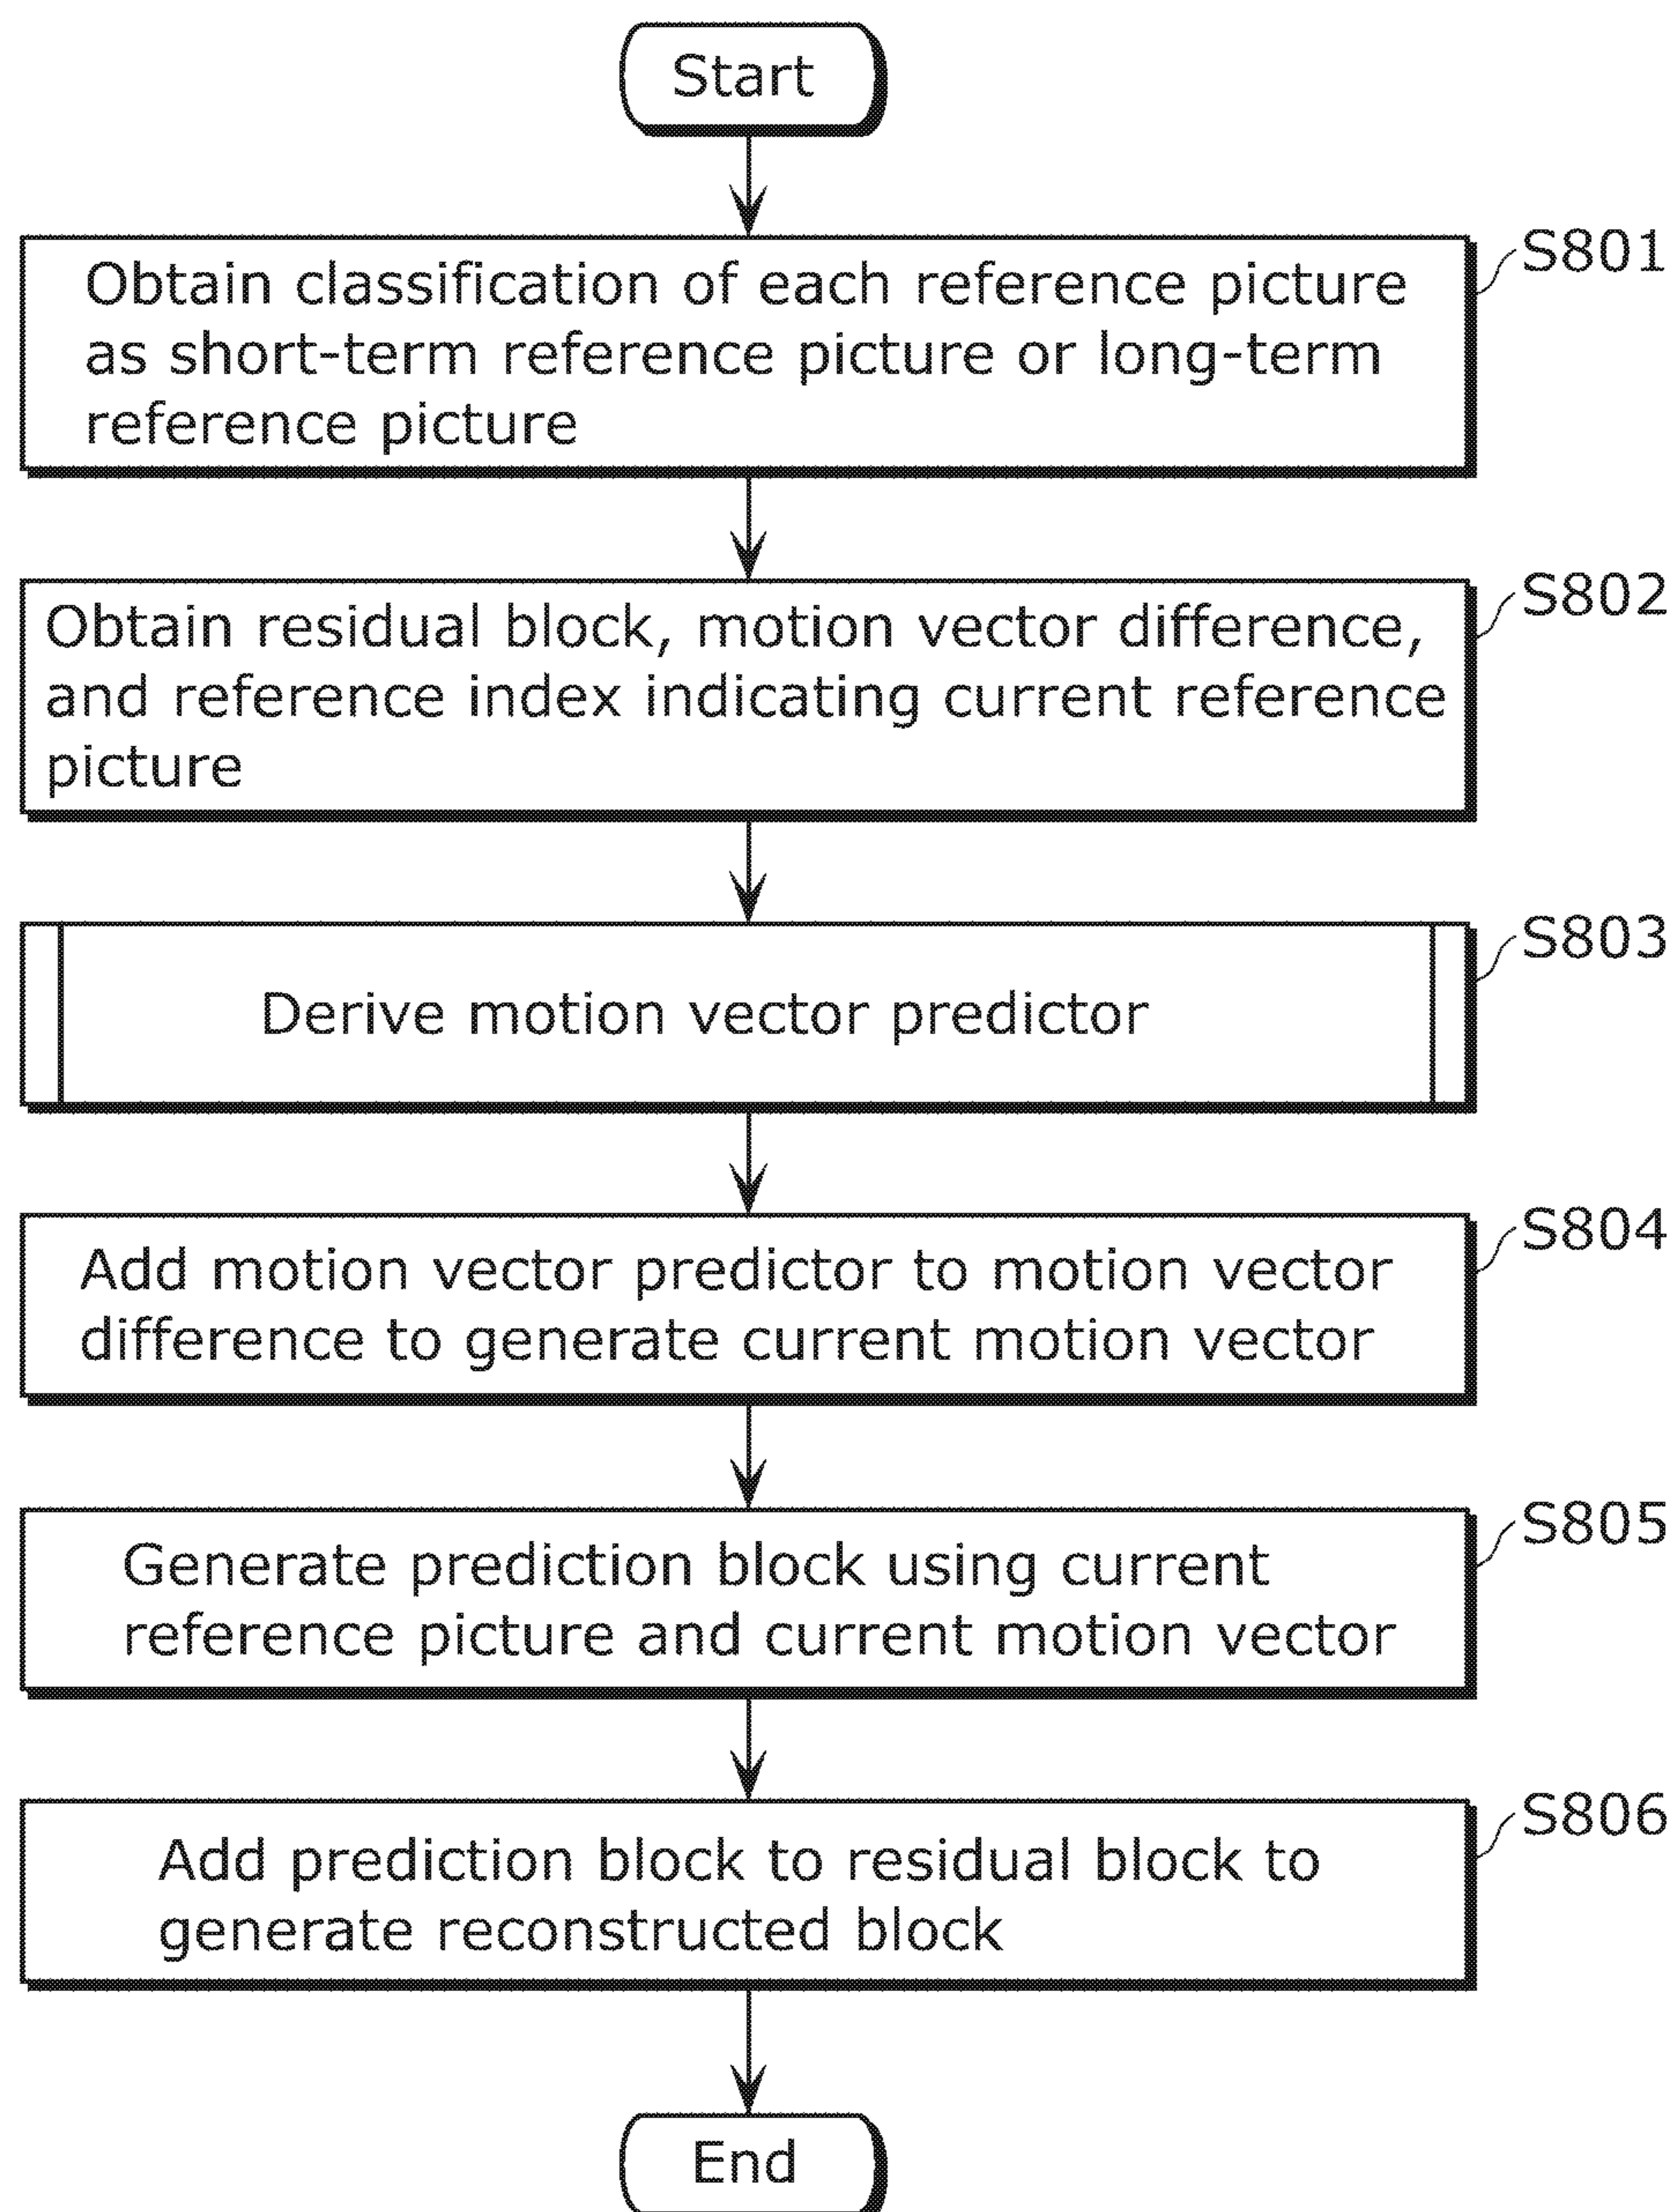 Start
S801
Obtain classification of each reference picture
as short-term reference picture or long-term
reference picture
S802
Obtain residual block, motion vector difference,
and reference index indicating current reference
picture
S803
Derive motion vector predictor
S804
Add motion vector predictor to motion vector
difference to generate current motion vector
S805
Generate prediction block using current
reference picture and current motion vector
S806
Add prediction block to residual block to
generate reconstructed block
End